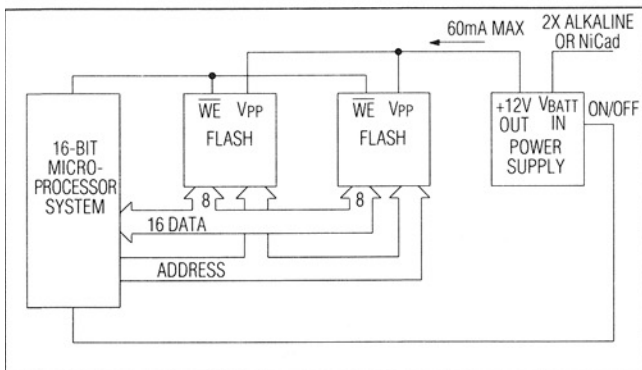 60mA MAX
2X ALKALINE
OR NiCad
WE VPP
FLASH
WE VPP
FLASH
+12V VBATT
OUT IN
POWER
SUPPLY
ON/OFF
16-BIT
MICRO-
PROCESSOR
SYSTEM
8
8
16 DATA
ADDRESS